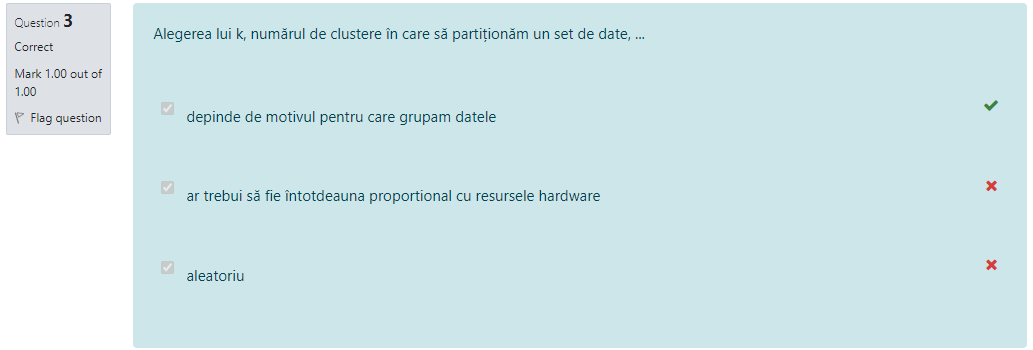 Question 3
Correct
Mark 1.00 out of
1.00
Flag question
Alegerea lui k, numărul de clustere în care să partiționăm un set de date, ...
depinde de motivul pentru care grupam datele
ar trebui să fie întotdeauna proportional cu resursele hardware
aleatoriu